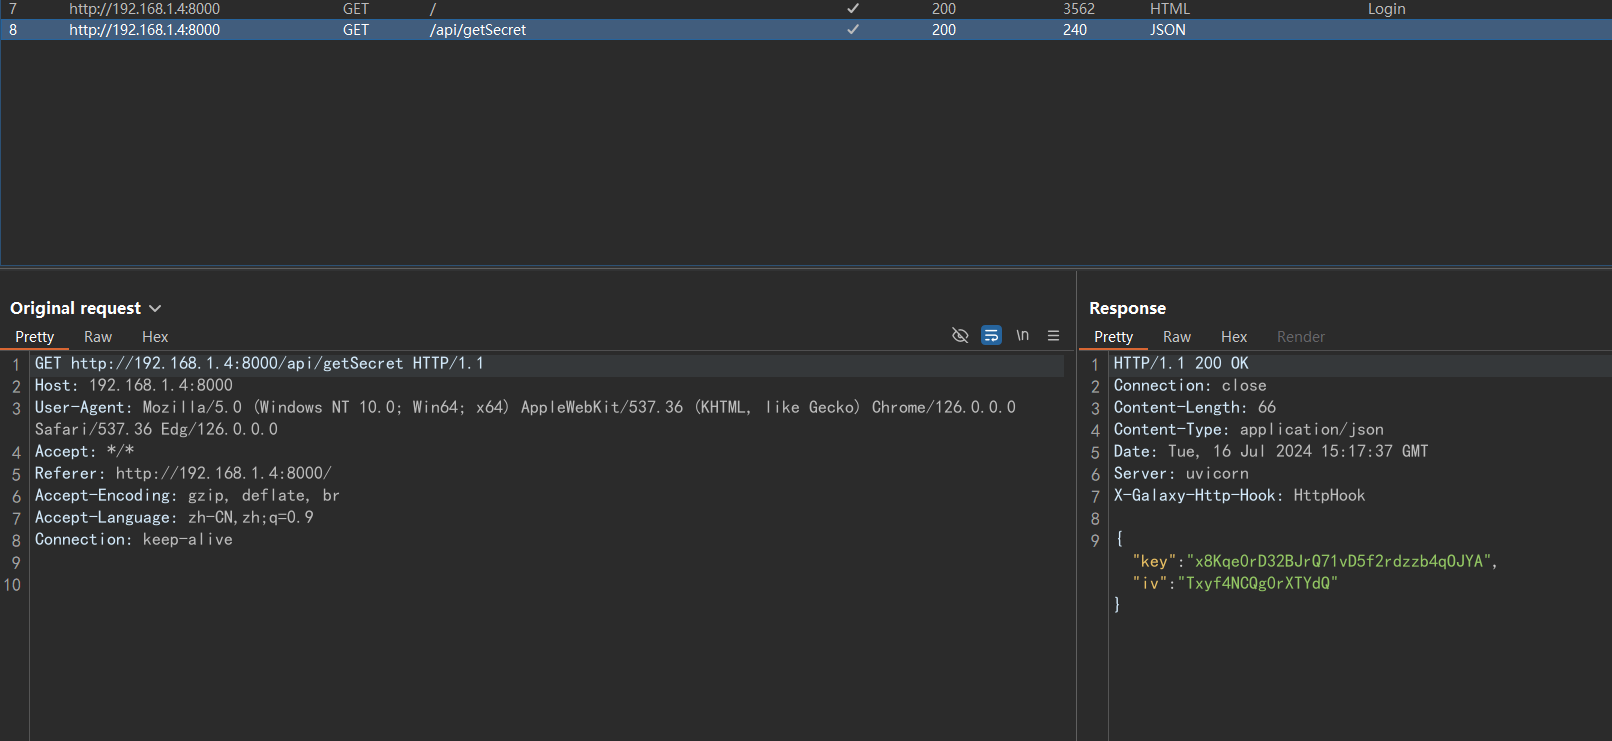 7 http://192.168.1.4:8000 GET / 200 3562 HTML Login
8 http://192.168.1.4:8000 GET /api/getSecret 200 240 JSON
Original request
Pretty Raw Hex \n
1 GET http://192.168.1.4:8000/api/getSecret HTTP/1.1
2 Host: 192.168.1.4:8000
3 User-Agent: Mozilla/5.0 (Windows NT 10.0; Win64; x64) AppleWebKit/537.36 (KHTML, like Gecko) Chrome/126.0.0.0
Safari/537.36 Edg/126.0.0.0
4 Accept: */*
5 Referer: http://192.168.1.4:8000/
6 Accept-Encoding: gzip, deflate, br
7 Accept-Language: zh-CN,zh;q=0.9
8 Connection: keep-alive
9
10
Response
Pretty Raw Hex Render
1 HTTP/1.1 200 OK
2 Connection: close
3 Content-Length: 66
4 Content-Type: application/json
5 Date: Tue, 16 Jul 2024 15:17:37 GMT
6 Server: uvicorn
7 X-Galaxy-Http-Hook: HttpHook
8
9 {
"key":"x8KqeOrD32BJrQ71vD5f2rdzzb4qOJYA",
"iv":"Txyf4NCQgOrXTYdQ"
}